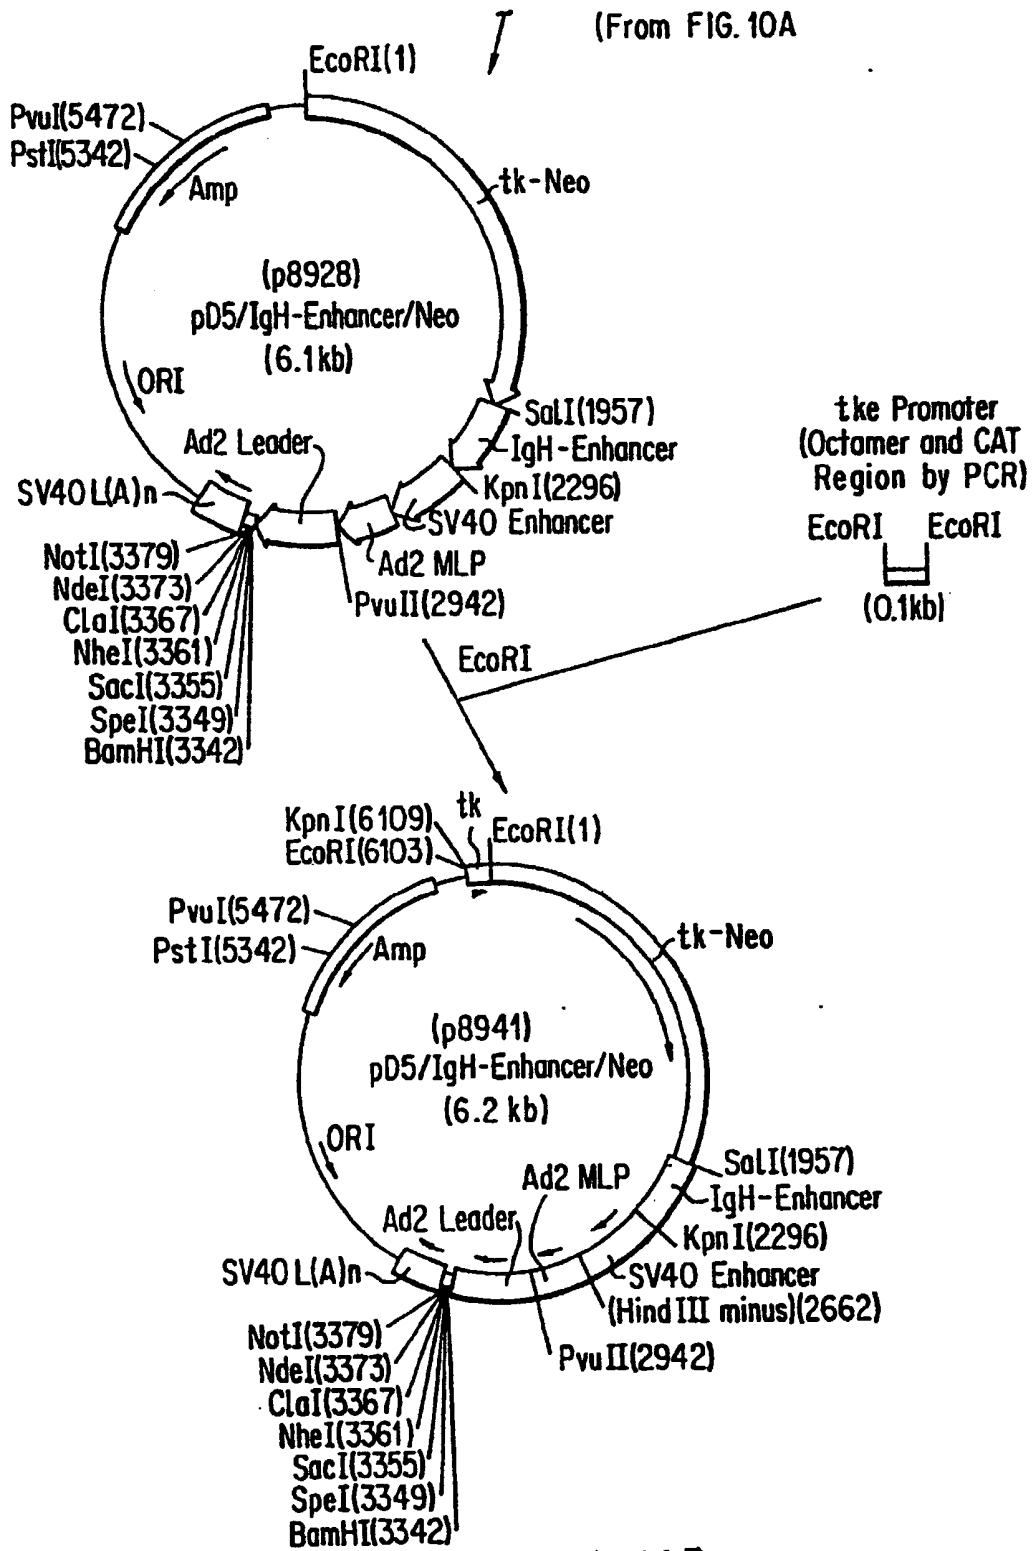 (From FIG. 10A
EcoRI(1)
PvuI(5472)
PstI(5342)
Amp
tk-Neo
(p8928)
pD5/IgH-Enhancer/Neo
(6.1kb)
ORI
Ad2 Leader
SV40 L(A)n
SalI(1957)
IgH-Enhancer
KpnI(2296)
SV40 Enhancer
Ad2 MLP
PvuII(2942)
NotI(3379)
NdeI(3373)
ClaI(3367)
NheI(3361)
SacI(3355)
SpeI(3349)
BamHI(3342)
tke Promoter
(Octamer and CAT
Region by PCR)
EcoRI EcoRI
(0.1kb)
EcoRI
KpnI(6109)
EcoRI(6103)
tk
EcoRI(1)
PvuI(5472)
PstI(5342)
Amp
tk-Neo
(p8941)
pD5/IgH-Enhancer/Neo
(6.2 kb)
ORI
Ad2 MLP
Ad2 Leader
SV40 L(A)n
SalI(1957)
IgH-Enhancer
KpnI(2296)
SV40 Enhancer
(Hind III minus)(2662)
PvuII(2942)
NotI(3379)
NdeI(3373)
ClaI(3367)
NheI(3361)
SacI(3355)
SpeI(3349)
BamHI(3342)